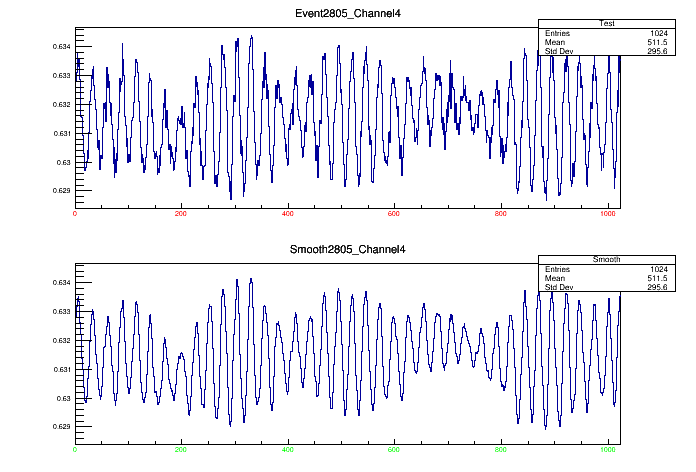 Event2805_Channel4
Test
Entries 1024
Mean 511.5
Std Dev 295.6
0.634
0.633
0.632
0.631
0.63
0.629
0 200 400 600 800 1000
Smooth2805_Channel4
Smooth
Entries 1024
Mean 511.5
Std Dev 295.6
0.634
0.633
0.632
0.631
0.63
0.629
0 200 400 600 800 1000